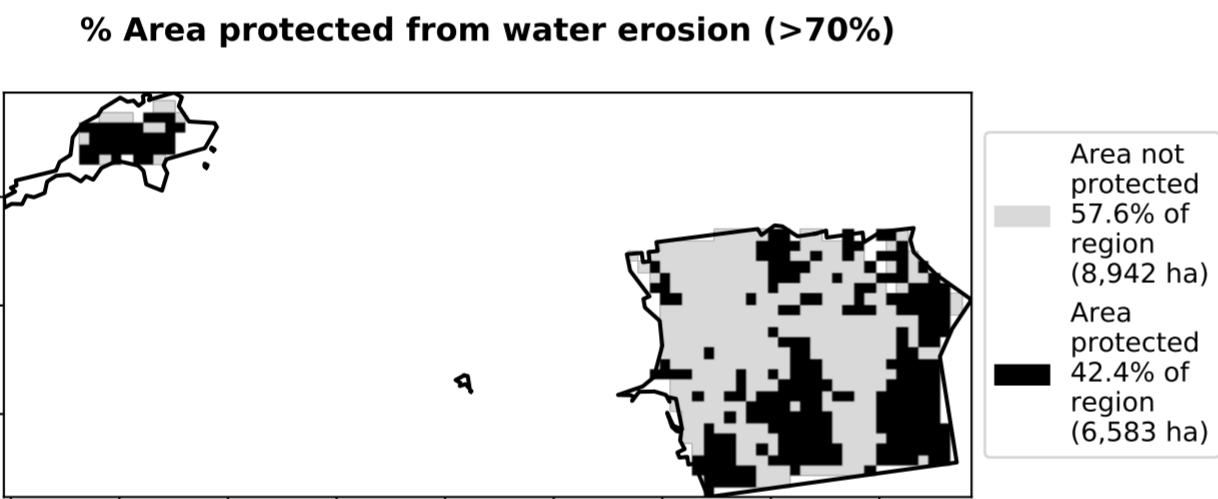 % Area protected from water erosion (>70%)
Area not
protected
57.6% of
region
(8,942 ha)
Area
protected
42.4% of
region
(6,583 ha)